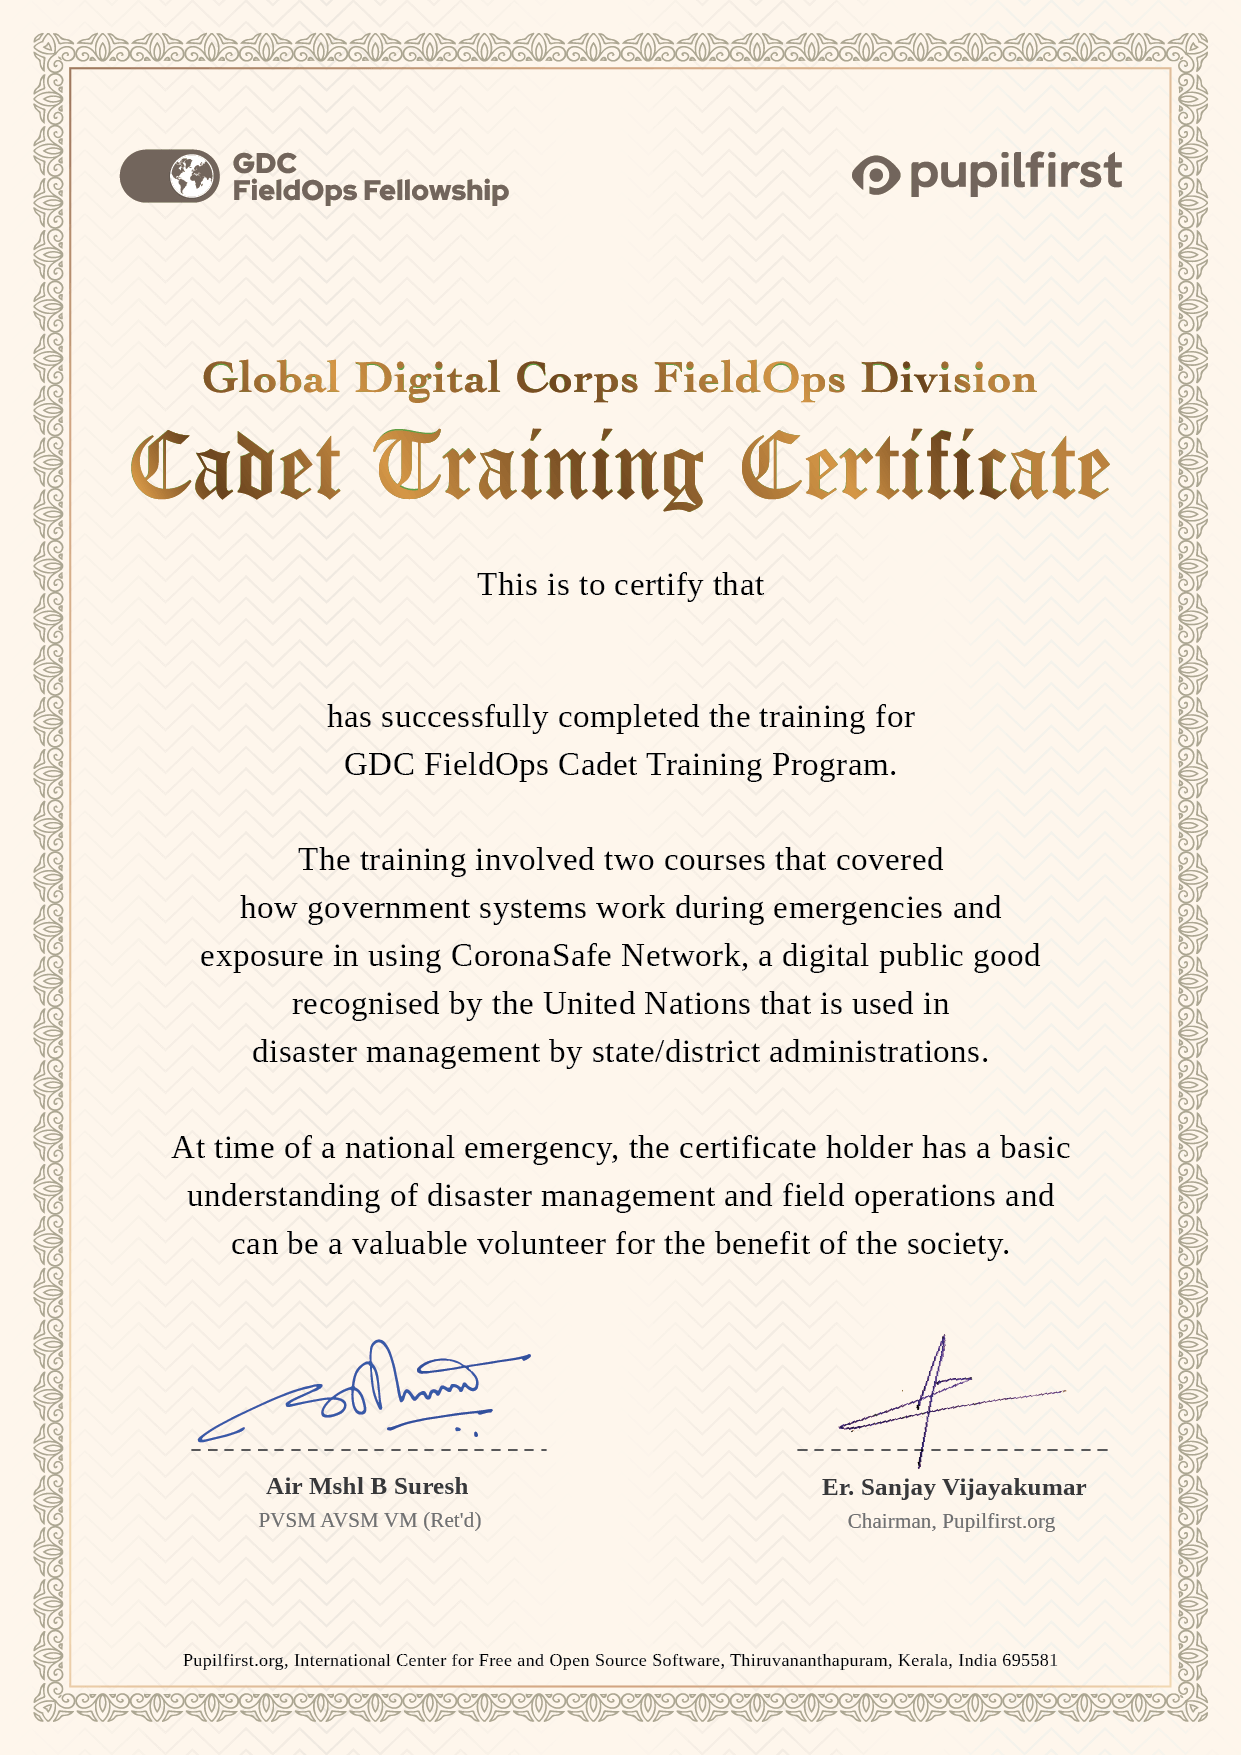 GDC
FieldOps Fellowship
pupilfirst
Global Digital Corps FieldOps Division
Cadet Training Certificate
This is to certify that
has successfully completed the training for
GDC FieldOps Cadet Training Program.
The training involved two courses that covered
how government systems work during emergencies and
exposure in using CoronaSafe Network, a digital public good
recognised by the United Nations that is used in
disaster management by state/district administrations.
At time of a national emergency, the certificate holder has a basic
understanding of disaster management and field operations and
can be a valuable volunteer for the benefit of the society.
Air Mshl B Suresh
PVSM AVSM VM (Ret'd)
Er. Sanjay Vijayakumar
Chairman, Pupilfirst.org
Pupilfirst.org, International Center for Free and Open Source Software, Thiruvananthapuram, Kerala, India 695581